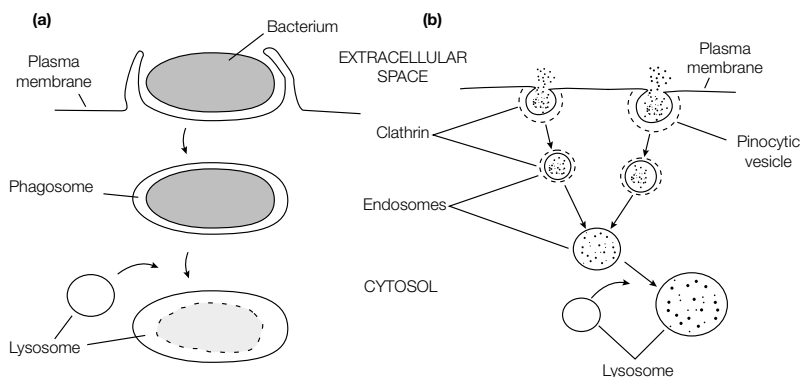 (a)
Bacterium
Plasma
membrane
Phagosome
Lysosome
EXTRACELLULAR
SPACE
CYTOSOL
(b)
Plasma
membrane
Clathrin
Pinocytic
vesicle
Endosomes
Lysosome